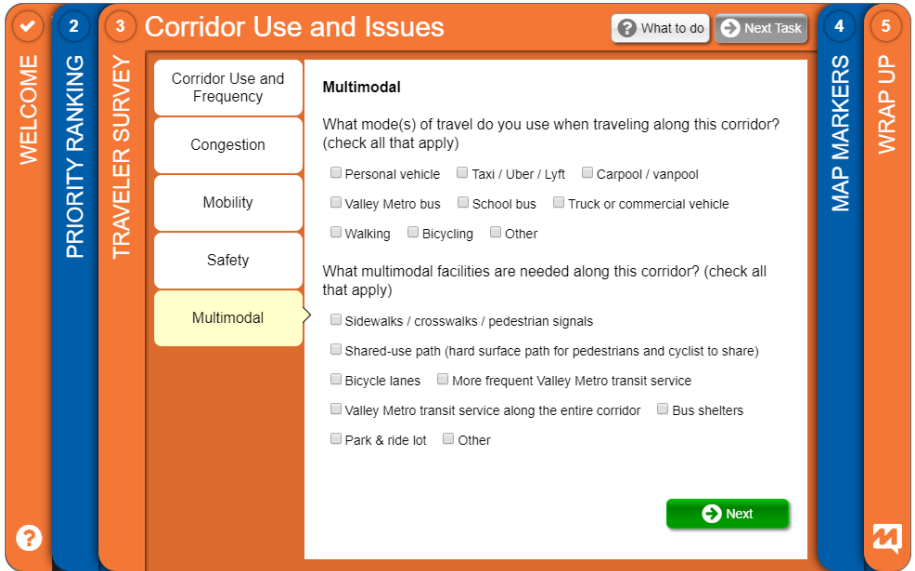 WELCOME
2
PRIORITY RANKING
3
TRAVELER SURVEY
Corridor Use and Issues
? What to do
Next Task
4
MAP MARKERS
5
WRAP UP
Corridor Use and
Frequency
Congestion
Mobility
Safety
Multimodal
Multimodal
What mode(s) of travel do you use when traveling along this corridor?
(check all that apply)
Personal vehicle Taxi / Uber / Lyft Carpool / vanpool
Valley Metro bus School bus Truck or commercial vehicle
Walking Bicycling Other
What multimodal facilities are needed along this corridor? (check all
that apply)
Sidewalks / crosswalks / pedestrian signals
Shared-use path (hard surface path for pedestrians and cyclist to share)
Bicycle lanes More frequent Valley Metro transit service
Valley Metro transit service along the entire corridor Bus shelters
Park & ride lot Other
Next
?